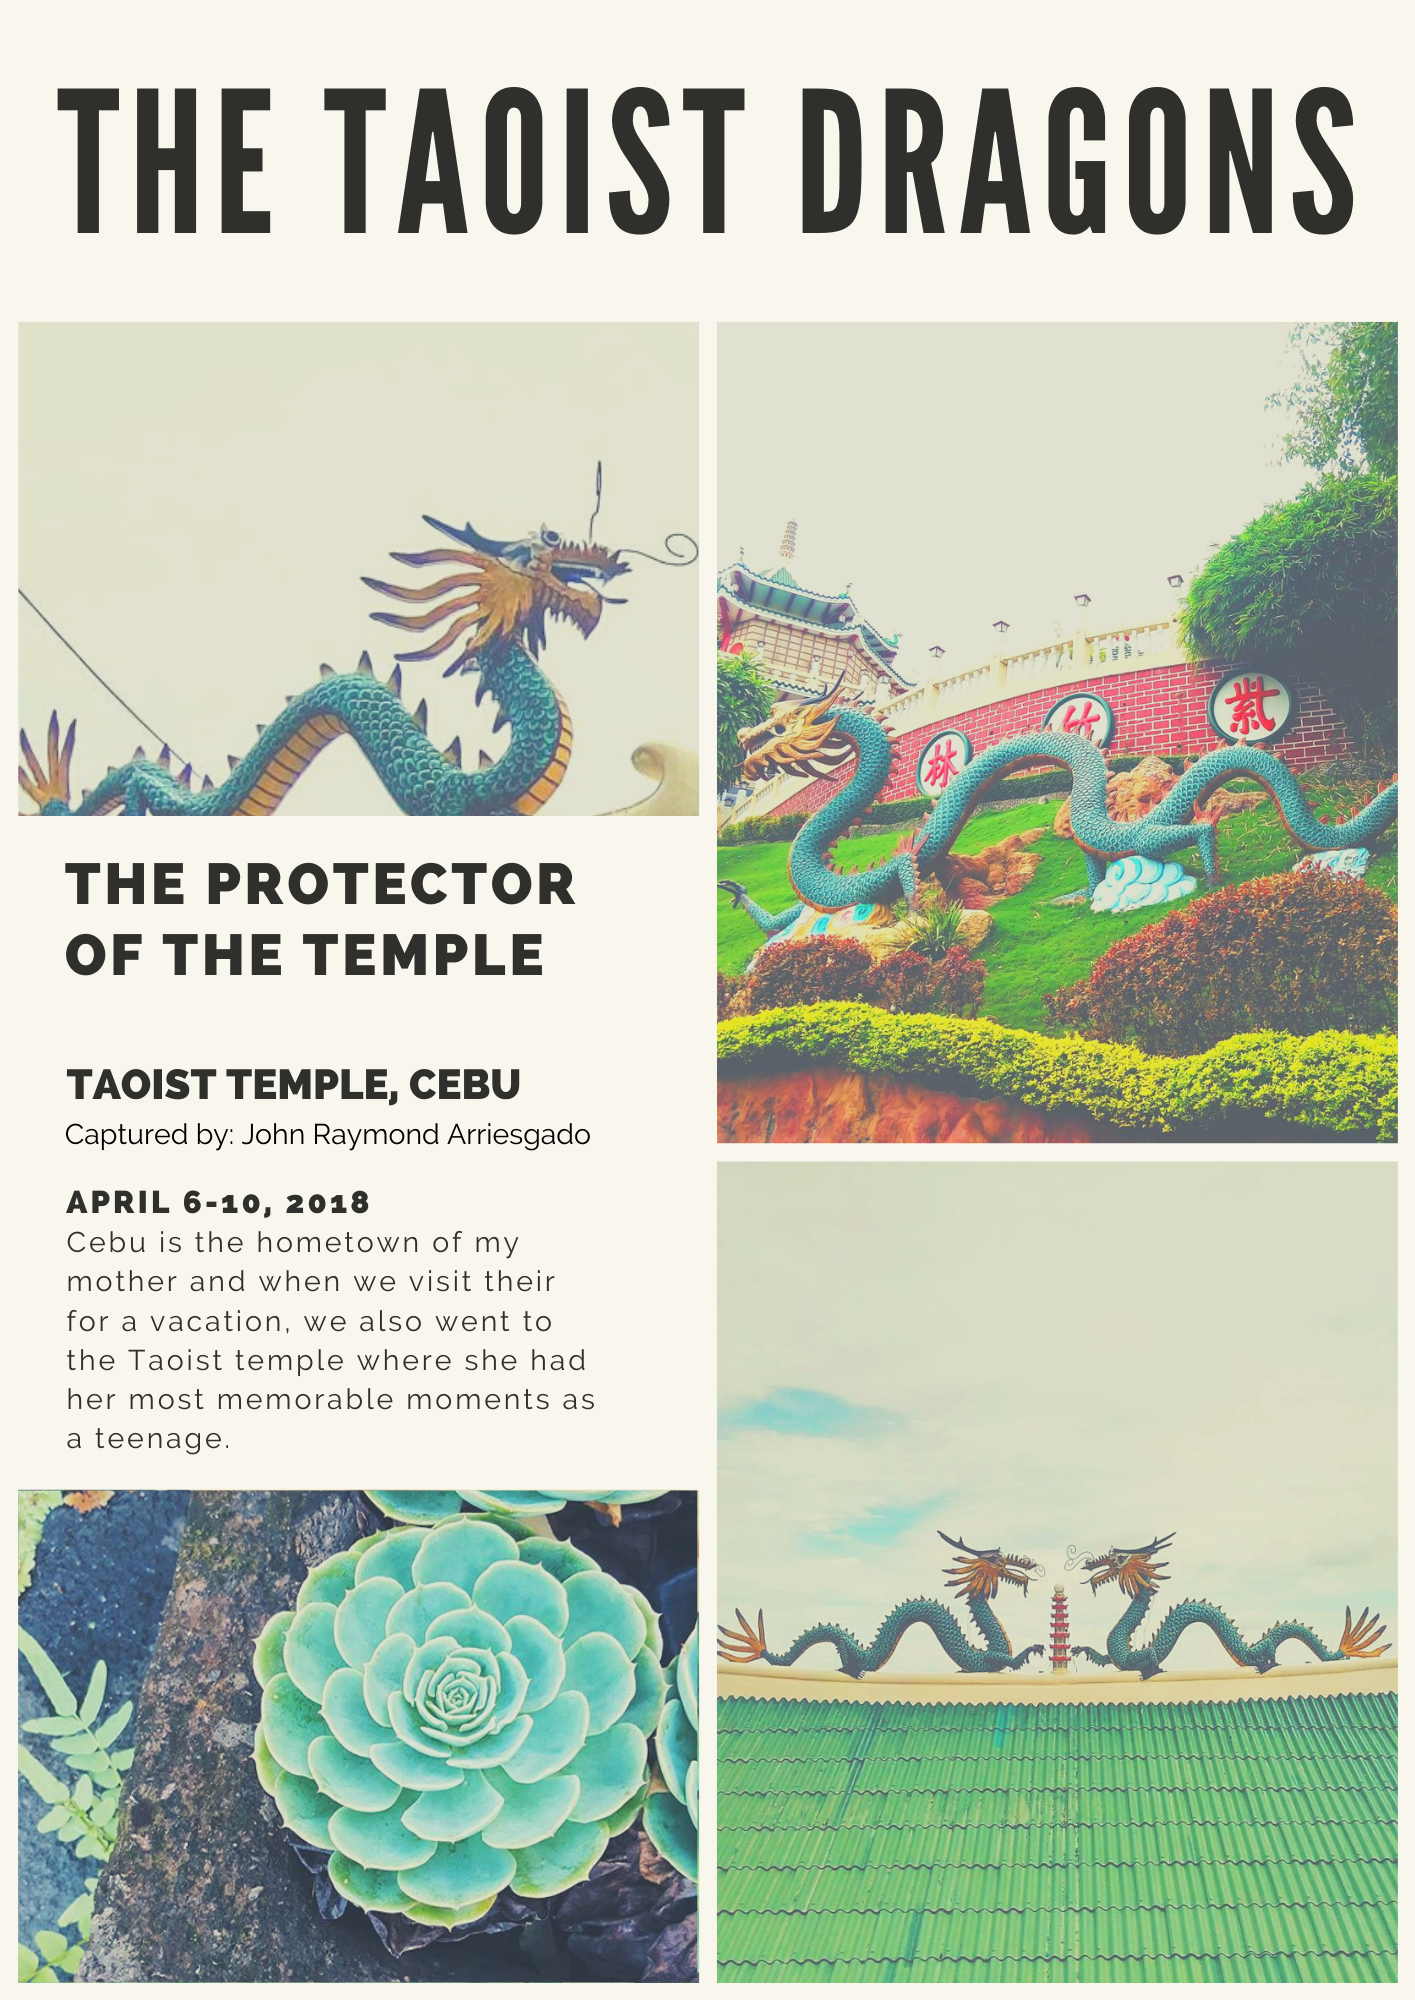 THE TAOIST DRAGONS
林 竹 紫
THE PROTECTOR
OF THE TEMPLE
TAOIST TEMPLE, CEBU
Captured by: John Raymond Arriesgado
APRIL 6-10, 2018
Cebu is the hometown of my
mother and when we visit their
for a vacation, we also went to
the Taoist temple where she had
her most memorable moments as
a teenage.